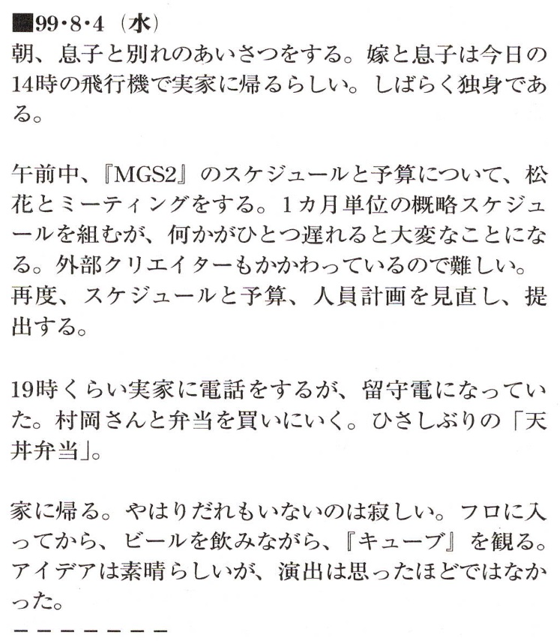 ■99・8・4（水）
朝、息子と別れのあいさつをする。嫁と息子は今日の
14時の飛行機で実家に帰るらしい。しばらく独身であ
る。
午前中、『MGS2』のスケジュールと予算について、松
花とミーティングをする。1カ月単位の概略スケジュ
ールを組むが、何かがひとつ遅れると大変なことにな
る。外部クリエイターもかかわっているので難しい。
再度、スケジュールと予算、人員計画を見直し、提
出する。
19時くらい実家に電話をするが、留守電になってい
た。村岡さんと弁当を買いにいく。ひさしぶりの「天
丼弁当」。
家に帰る。やはりだれもいないのは寂しい。フロに入
ってから、ビールを飲みながら、『キューブ』を観る。
アイデアは素晴らしいが、演出は思ったほどではなか
った。